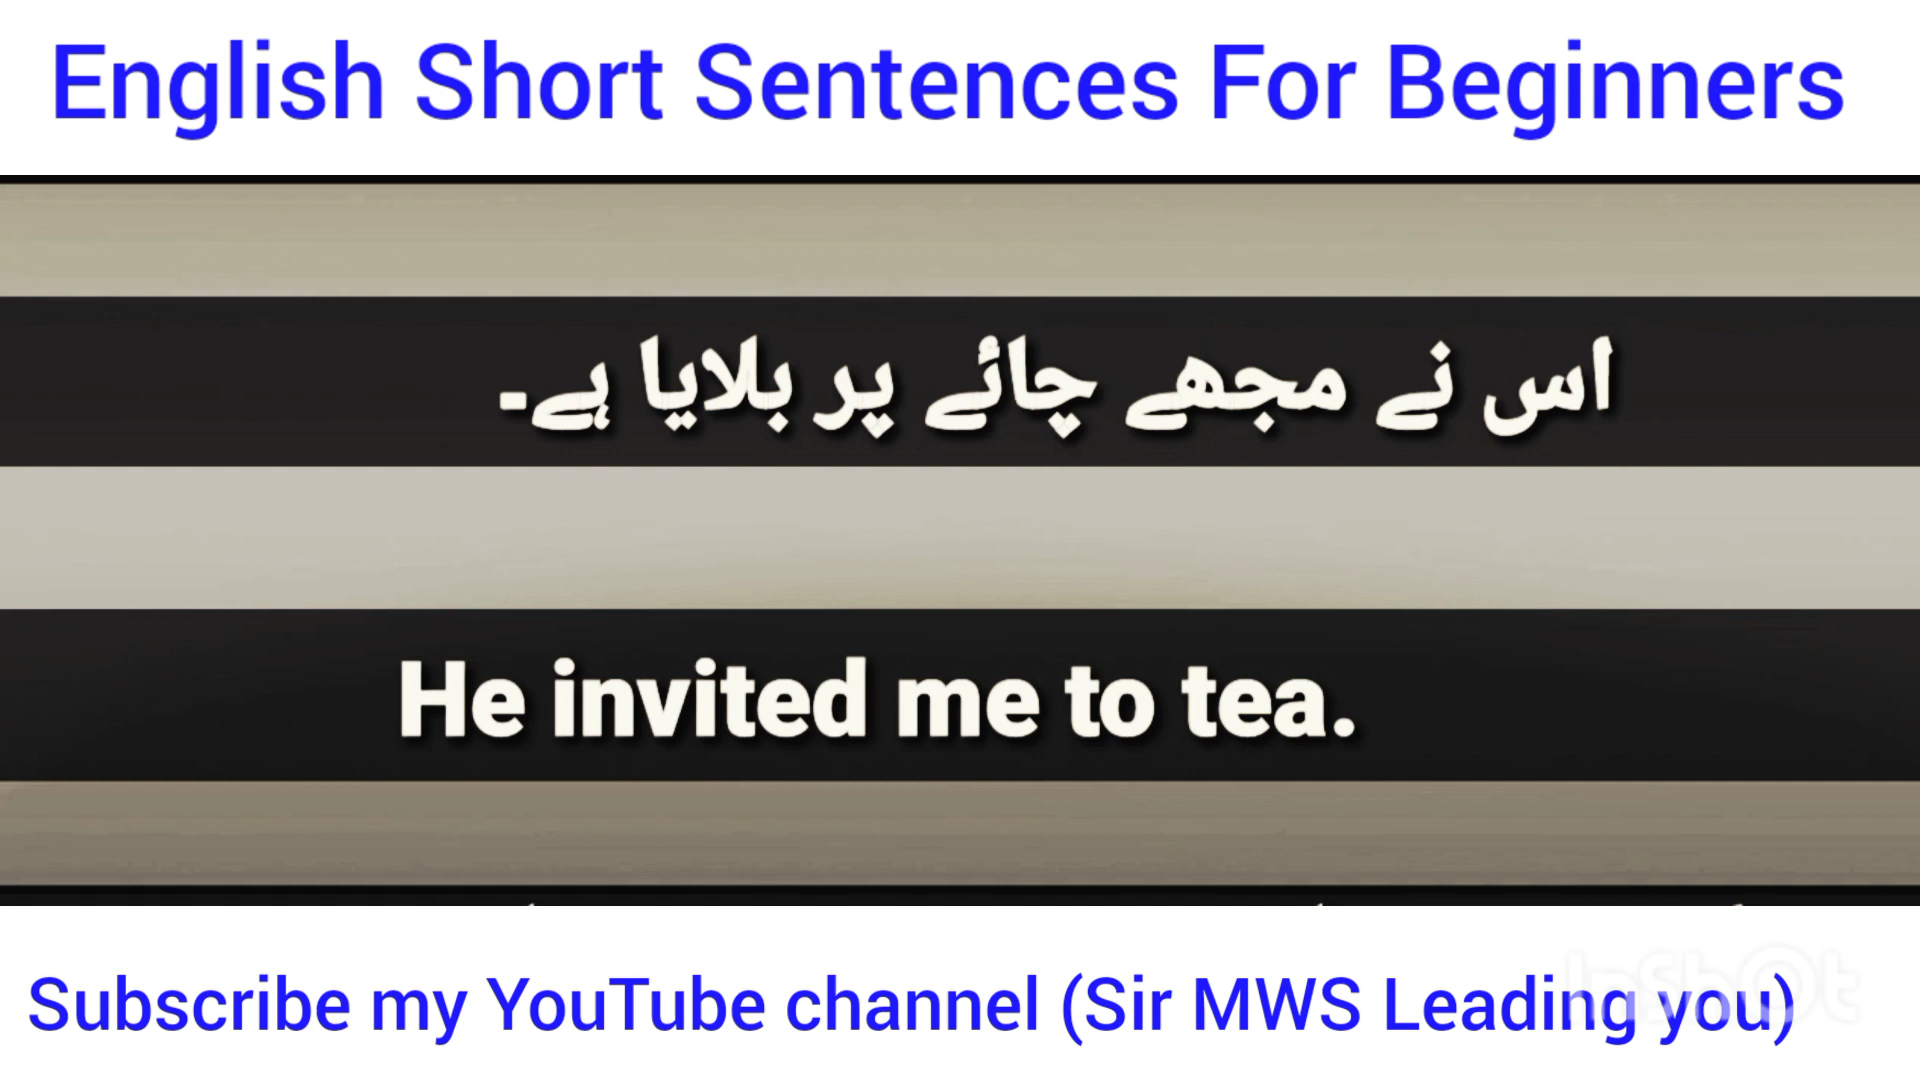 English Short Sentences For Beginners
اس نے مجھے چائے پر بلایا ہے۔
He invited me to tea.
Subscribe my YouTube channel (Sir MWS Leading you)
InShOt